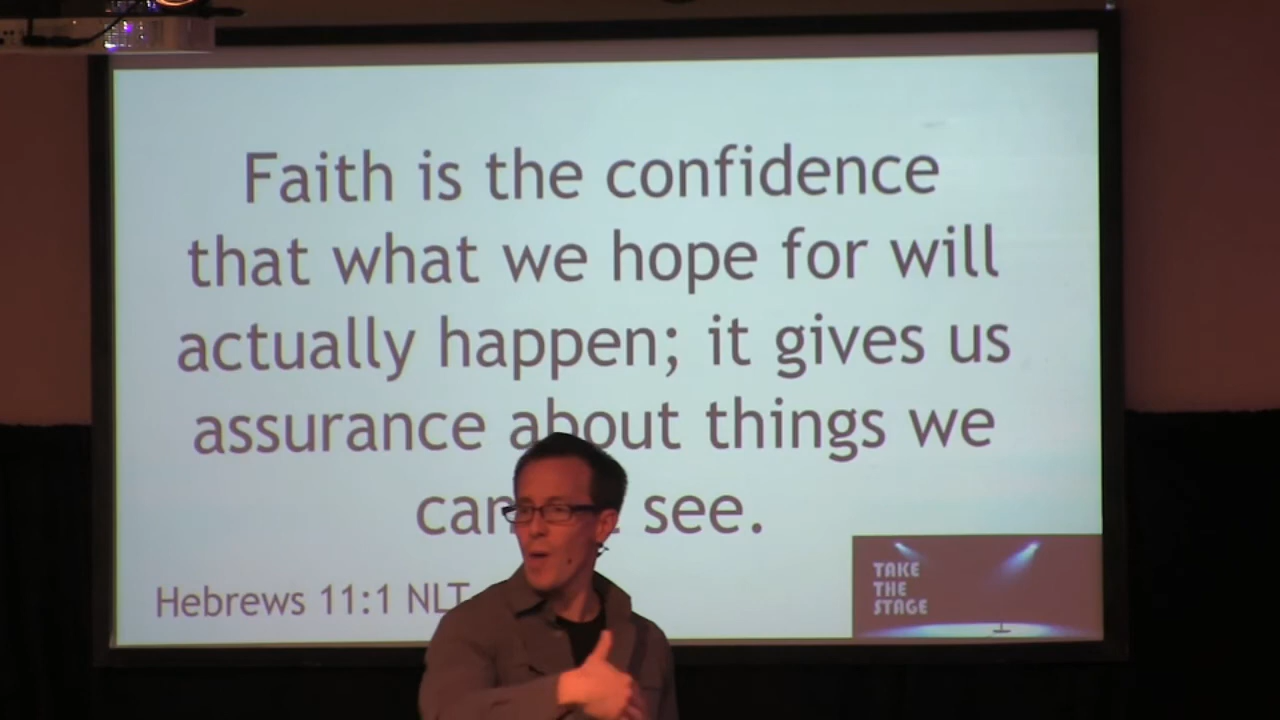 Faith is the confidence
that what we hope for will
actually happen; it gives us
assurance about things we
see.
Hebrews 11:1 NLT
TAKE
THE
STAGE